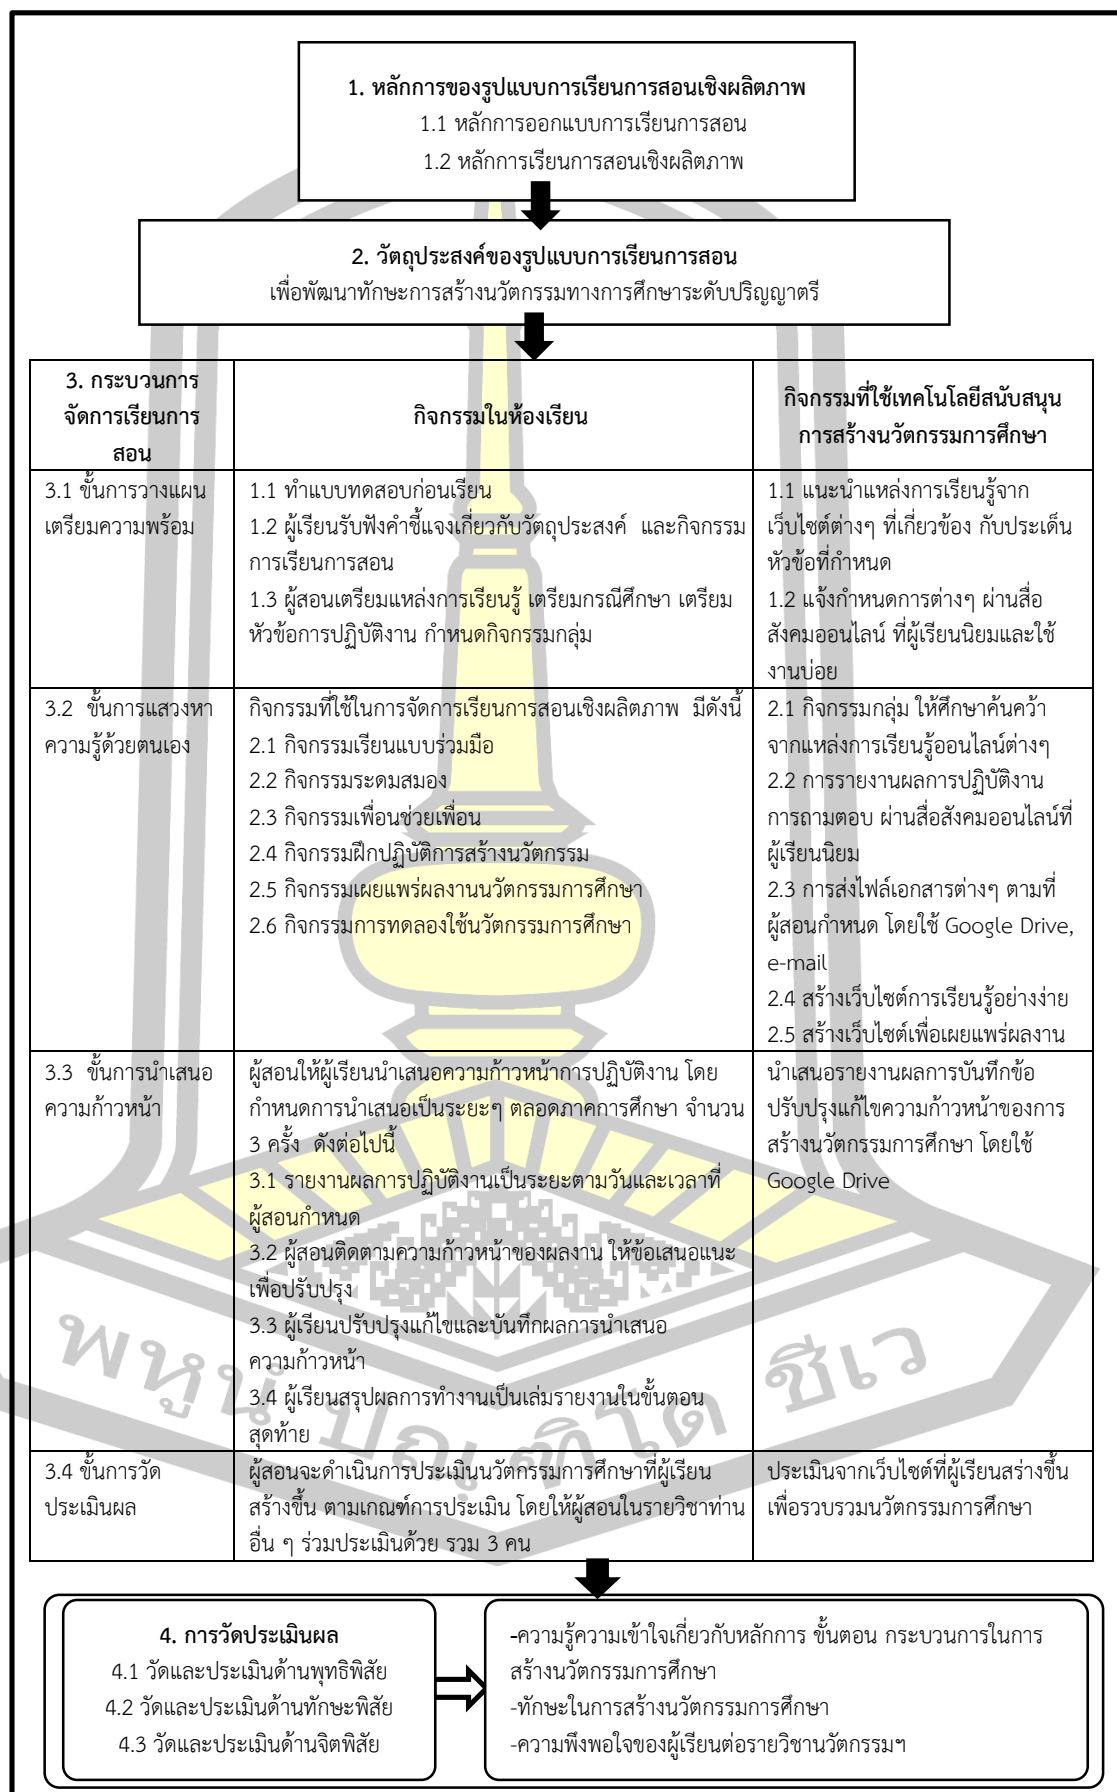 1. หลักการของรูปแบบการเรียนการสอนเชิงผลิตภาพ
1.1 หลักการออกแบบการเรียนการสอน
1.2 หลักการเรียนการสอนเชิงผลิตภาพ
2. วัตถุประสงค์ของรูปแบบการเรียนการสอน
เพื่อพัฒนาทักษะการสร้างนวัตกรรมทางการศึกษาระดับปริญญาตรี
3. กระบวนการ
จัดการเรียนการ
สอน
กิจกรรมในห้องเรียน
กิจกรรมที่ใช้เทคโนโลยีสนับสนุน
การสร้างนวัตกรรมการศึกษา
3.1 ขั้นการวางแผน
เตรียมความพร้อม
1.1 ทำแบบทดสอบก่อนเรียน
1.2 ผู้เรียนรับฟังคำชี้แจงเกี่ยวกับวัตถุประสงค์ และกิจกรรม
การเรียนการสอน
1.3 ผู้สอนเตรียมแหล่งการเรียนรู้ เตรียมกรณีศึกษา เตรียม
หัวข้อการปฏิบัติงาน กำหนดกิจกรรมกลุ่ม
1.1 แนะนำแหล่งการเรียนรู้จาก
เว็บไซต์ต่างๆ ที่เกี่ยวข้อง กับประเด็น
หัวข้อที่กำหนด
1.2 แจ้งกำหนดการต่างๆ ผ่านสื่อ
สังคมออนไลน์ ที่ผู้เรียนนิยมและใช้
งานบ่อย
3.2 ขั้นการแสวงหา
ความรู้ด้วยตนเอง
กิจกรรมที่ใช้ในการจัดการเรียนการสอนเชิงผลิตภาพ มีดังนี้
2.1 กิจกรรมเรียนแบบร่วมมือ
2.2 กิจกรรมระดมสมอง
2.3 กิจกรรมเพื่อนช่วยเพื่อน
2.4 กิจกรรมฝึกปฏิบัติการสร้างนวัตกรรม
2.5 กิจกรรมเผยแพร่ผลงานนวัตกรรมการศึกษา
2.6 กิจกรรมการทดลองใช้นวัตกรรมการศึกษา
2.1 กิจกรรมกลุ่ม ให้ศึกษาค้นคว้า
จากแหล่งการเรียนรู้ออนไลน์ต่างๆ
2.2 การรายงานผลการปฏิบัติงาน
การถามตอบ ผ่านสื่อสังคมออนไลน์ที่
ผู้เรียนนิยม
2.3 การส่งไฟล์เอกสารต่างๆ ตามที่
ผู้สอนกำหนด โดยใช้ Google Drive,
e-mail
2.4 สร้างเว็บไซต์การเรียนรู้อย่างง่าย
2.5 สร้างเว็บไซต์เพื่อเผยแพร่ผลงาน
3.3 ขั้นการนำเสนอ
ความก้าวหน้า
ผู้สอนให้ผู้เรียนนำเสนอความก้าวหน้าการปฏิบัติงาน โดย
กำหนดการนำเสนอเป็นระยะๆ ตลอดภาคการศึกษา จำนวน
3 ครั้ง ดังต่อไปนี้
3.1 รายงานผลการปฏิบัติงานเป็นระยะตามวันและเวลาที่
ผู้สอนกำหนด
3.2 ผู้สอนติดตามความก้าวหน้าของผลงาน ให้ข้อเสนอแนะ
เพื่อปรับปรุง
3.3 ผู้เรียนปรับปรุงแก้ไขและบันทึกผลการนำเสนอ
ความก้าวหน้า
3.4 ผู้เรียนสรุปผลการทำงานเป็นเล่มรายงานในขั้นตอน
สุดท้าย
นำเสนอรายงานผลการบันทึกข้อ
ปรับปรุงแก้ไขความก้าวหน้าของการ
สร้างนวัตกรรมการศึกษา โดยใช้
Google Drive
พหูนํ ปณฺฑิโต ชีเว
3.4 ขั้นการวัด
ประเมินผล
ผู้สอนจะดำเนินการประเมินนวัตกรรมการศึกษาที่ผู้เรียน
สร้างขึ้น ตามเกณฑ์การประเมิน โดยให้ผู้สอนในรายวิชาท่าน
อื่น ๆ ร่วมประเมินด้วย รวม 3 คน
ประเมินจากเว็บไซต์ที่ผู้เรียนสร่างขึ้น
เพื่อรวบรวมนวัตกรรมการศึกษา
4. การวัดประเมินผล
4.1 วัดและประเมินด้านพุทธิพิสัย
4.2 วัดและประเมินด้านทักษะพิสัย
4.3 วัดและประเมินด้านจิตพิสัย
-ความรู้ความเข้าใจเกี่ยวกับหลักการ ขั้นตอน กระบวนการในการ
สร้างนวัตกรรมการศึกษา
-ทักษะในการสร้างนวัตกรรมการศึกษา
-ความพึงพอใจของผู้เรียนต่อรายวิชานวัตกรรมฯ